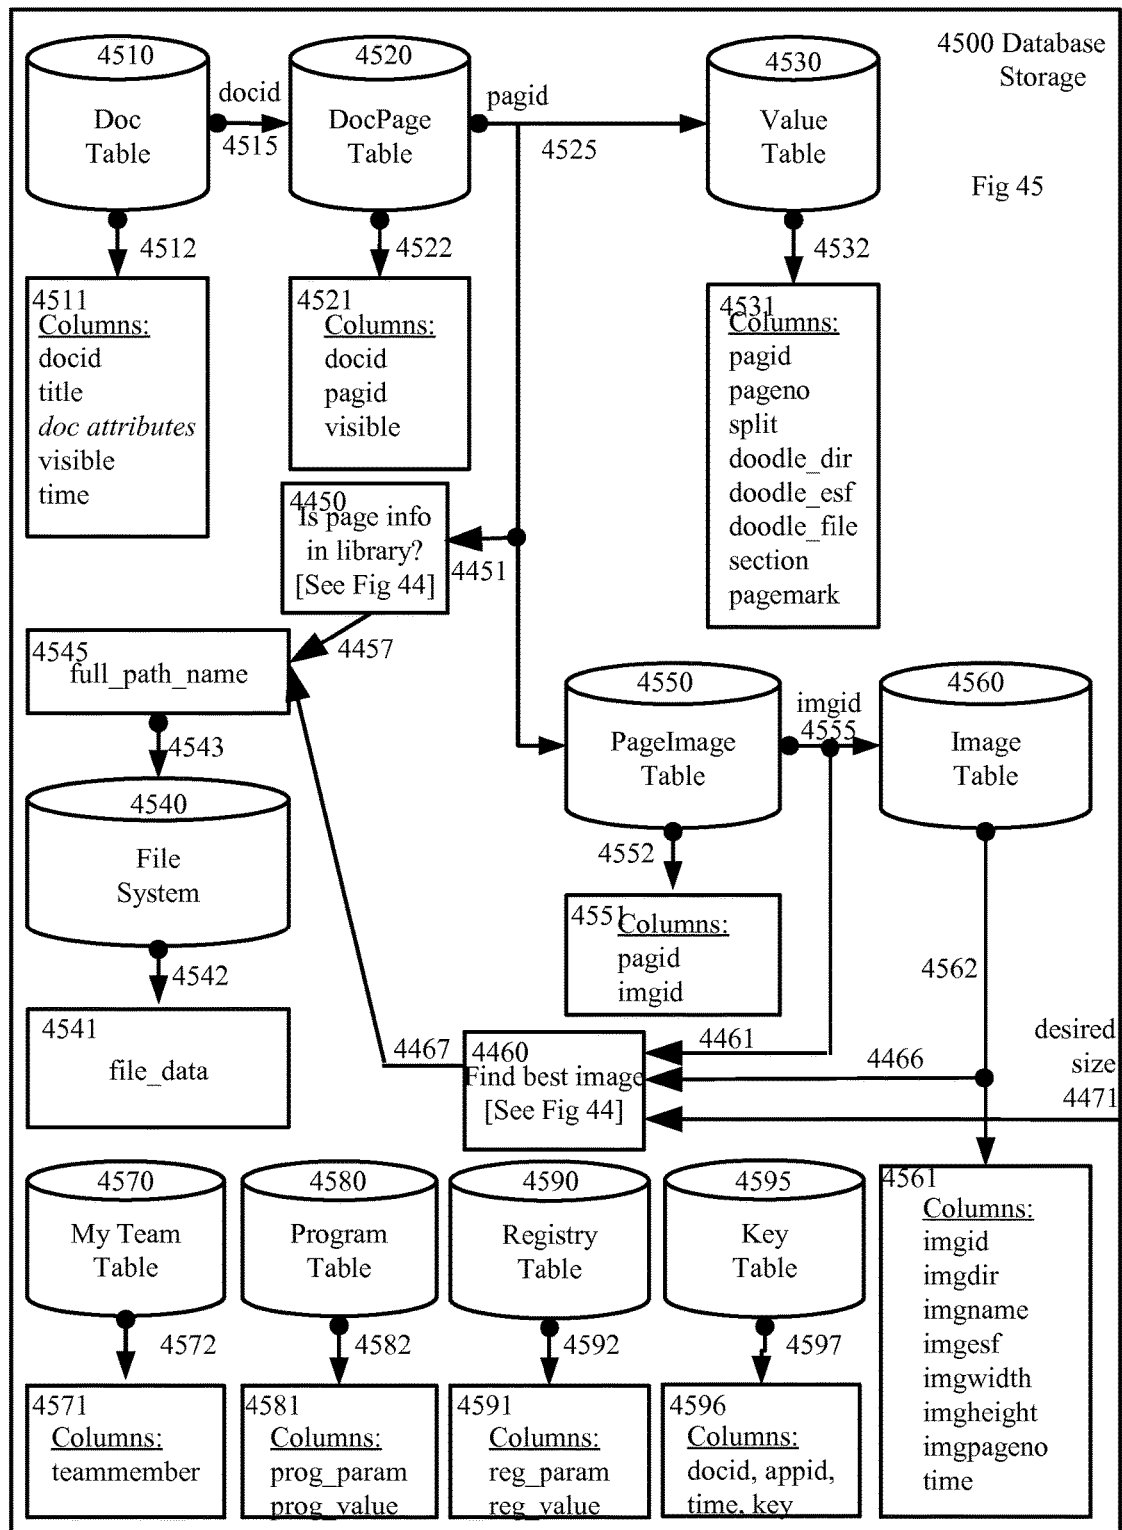 4500 Database
Storage
Fig 45
4510
Doc
Table
docid
4515
4520
DocPage
Table
pagid
4525
4530
Value
Table
4512
4522
4532
4511
Columns:
docid
title
doc attributes
visible
time
4521
Columns:
docid
pagid
visible
4531
Columns:
pagid
pageno
split
doodle_dir
doodle_esf
doodle_file
section
pagemark
4450
Is page info
in library?
[See Fig 44]
4451
4457
4545
full_path_name
4543
4540
File
System
4542
4541
file_data
4550
PageImage
Table
imgid
4555
4560
Image
Table
4552
4551
Columns:
pagid
imgid
4562
4467
4460
Find best image
[See Fig 44]
4461
4466
desired
size
4471
4570
My Team
Table
4580
Program
Table
4590
Registry
Table
4595
Key
Table
4572
4582
4592
4597
4571
Columns:
teammember
4581
Columns:
prog_param
prog_value
4591
Columns:
reg_param
reg_value
4596
Columns:
docid, appid,
time, key
4561
Columns:
imgid
imgdir
imgname
imgesf
imgwidth
imgheight
imgpageno
time